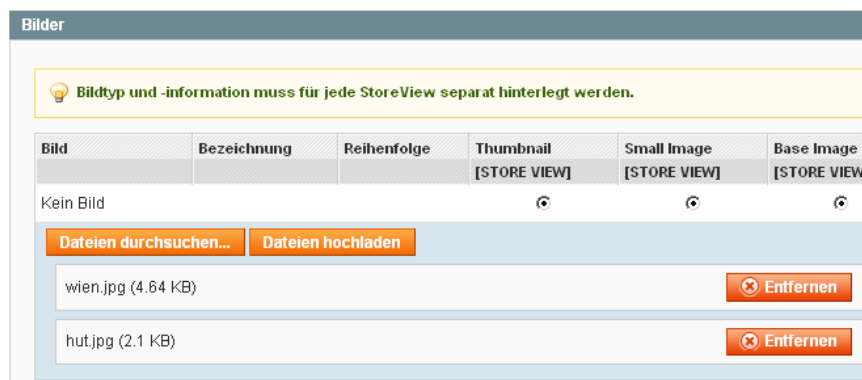 Bilder
Bildtyp und -information muss für jede StoreView separat hinterlegt werden.
Bild Bezeichnung Reihenfolge Thumbnail Small Image Base Image
[STORE VIEW] [STORE VIEW] [STORE VIEW
Kein Bild
Dateien durchsuchen... Dateien hochladen
wien.jpg (4.64 KB) Entfernen
hut.jpg (2.1 KB) Entfernen